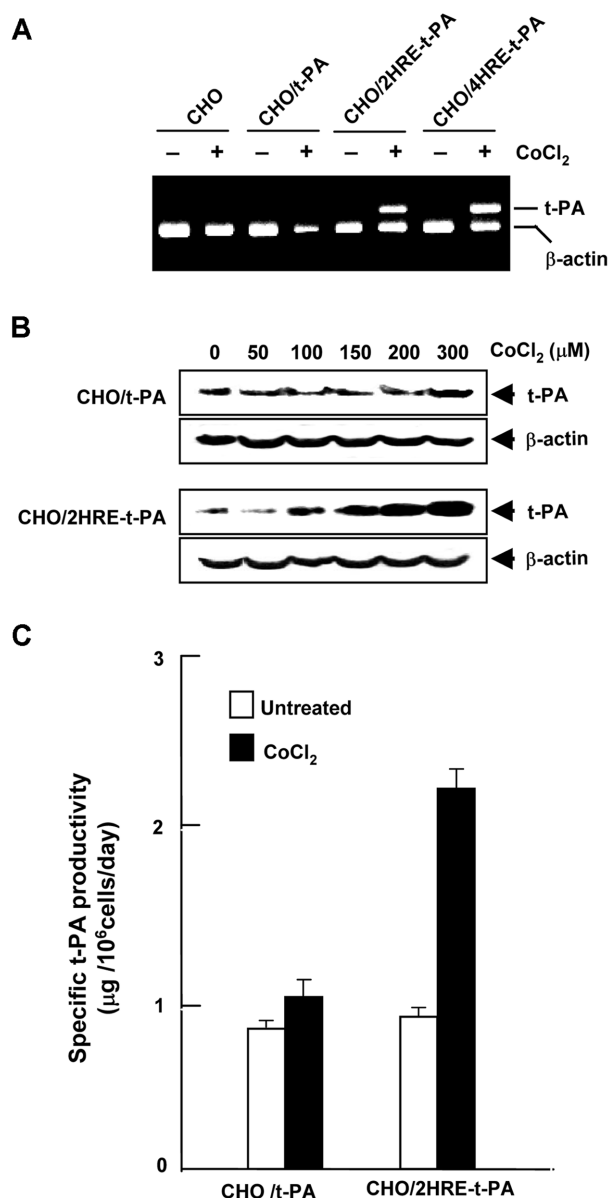 A
CHO CHO/t-PA CHO/2HRE-t-PA CHO/4HRE-t-PA
– + – + – + – + CoCl₂
t-PA
β-actin
B
0 50 100 150 200 300 CoCl₂ (μM)
CHO/t-PA t-PA
β-actin
CHO/2HRE-t-PA t-PA
β-actin
C
3
Untreated
CoCl₂
2
1
0
Specific t-PA productivity
(μg /10⁶cells/day)
CHO /t-PA CHO/2HRE-t-PA